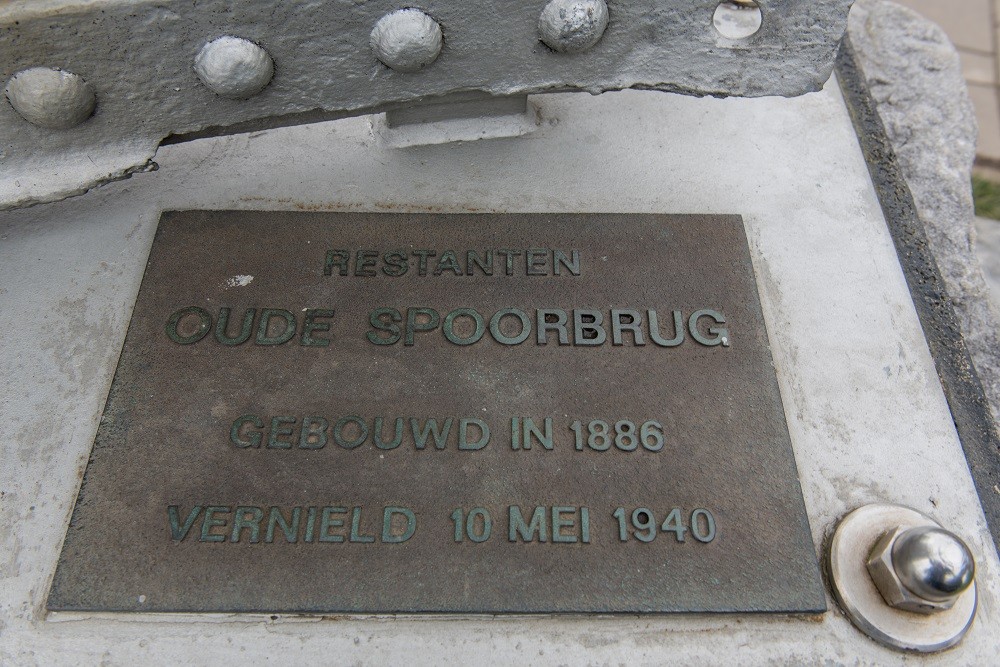 RESTANTEN
OUDE SPOORBRUG
GEBOUWD IN 1886
VERNIELD 10 MEI 1940